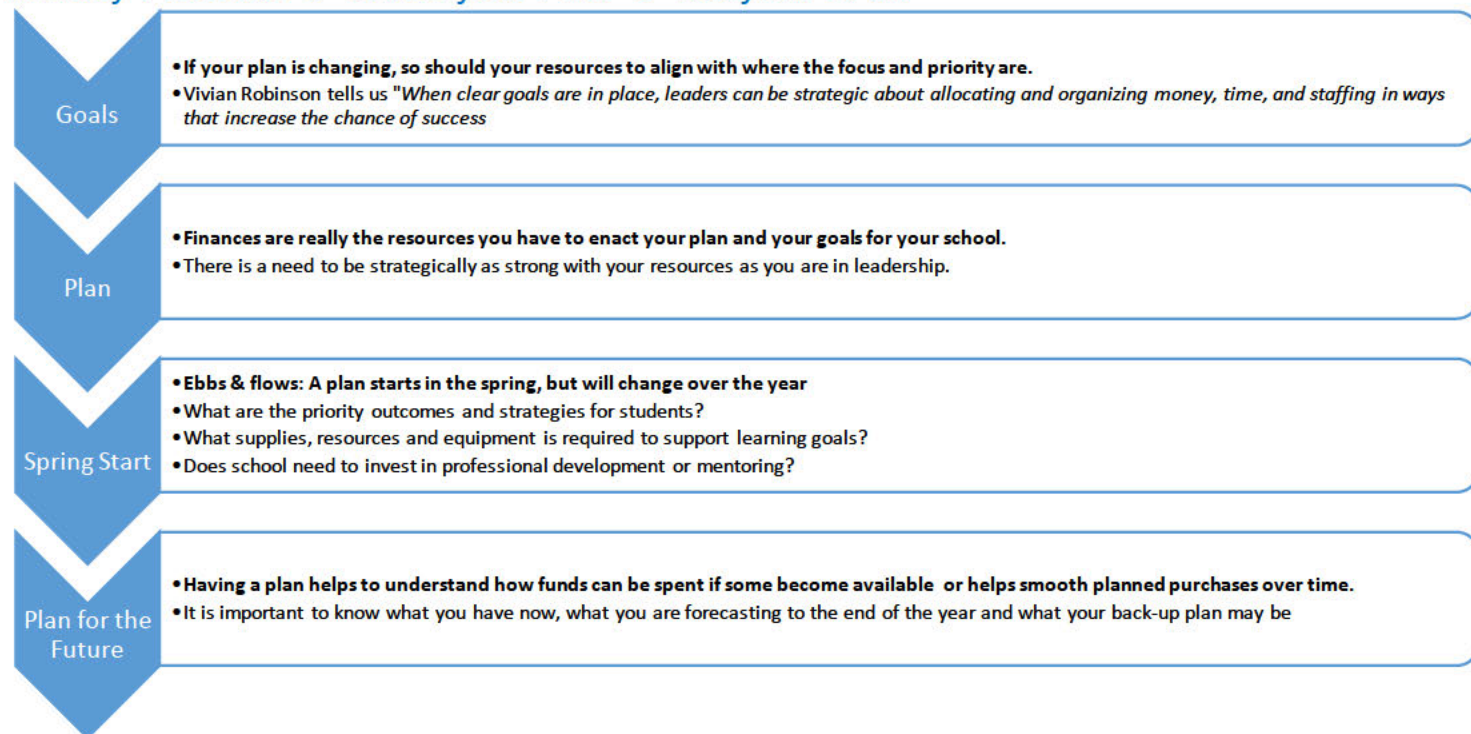 Goals
•If your plan is changing, so should your resources to align with where the focus and priority are.
•Vivian Robinson tells us "When clear goals are in place, leaders can be strategic about allocating and organizing money, time, and staffing in ways
that increase the chance of success
Plan
•Finances are really the resources you have to enact your plan and your goals for your school.
•There is a need to be strategically as strong with your resources as you are in leadership.
Spring Start
•Ebbs & flows: A plan starts in the spring, but will change over the year
•What are the priority outcomes and strategies for students?
•What supplies, resources and equipment is required to support learning goals?
•Does school need to invest in professional development or mentoring?
Plan for the
Future
•Having a plan helps to understand how funds can be spent if some become available or helps smooth planned purchases over time.
•It is important to know what you have now, what you are forecasting to the end of the year and what your back-up plan may be